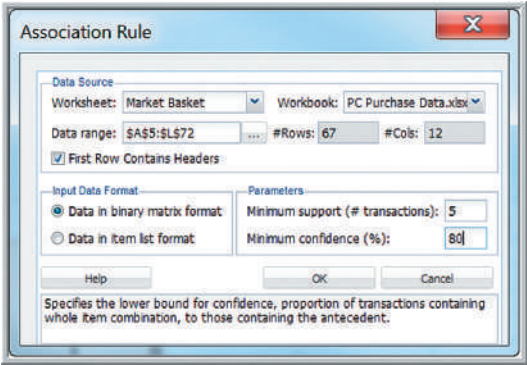 Association Rule
Data Source
Worksheet: Market Basket Workbook: PC Purchase Data.xlsx
Data range: $A$5:$L$72 ... #Rows: 67 #Cols: 12
First Row Contains Headers
Input Data Format Parameters
Data in binary matrix format Minimum support (# transactions): 5
Data in item list format Minimum confidence (%): 80
Help OK Cancel
Specifies the lower bound for confidence, proportion of transactions containing
whole item combination, to those containing the antecedent.